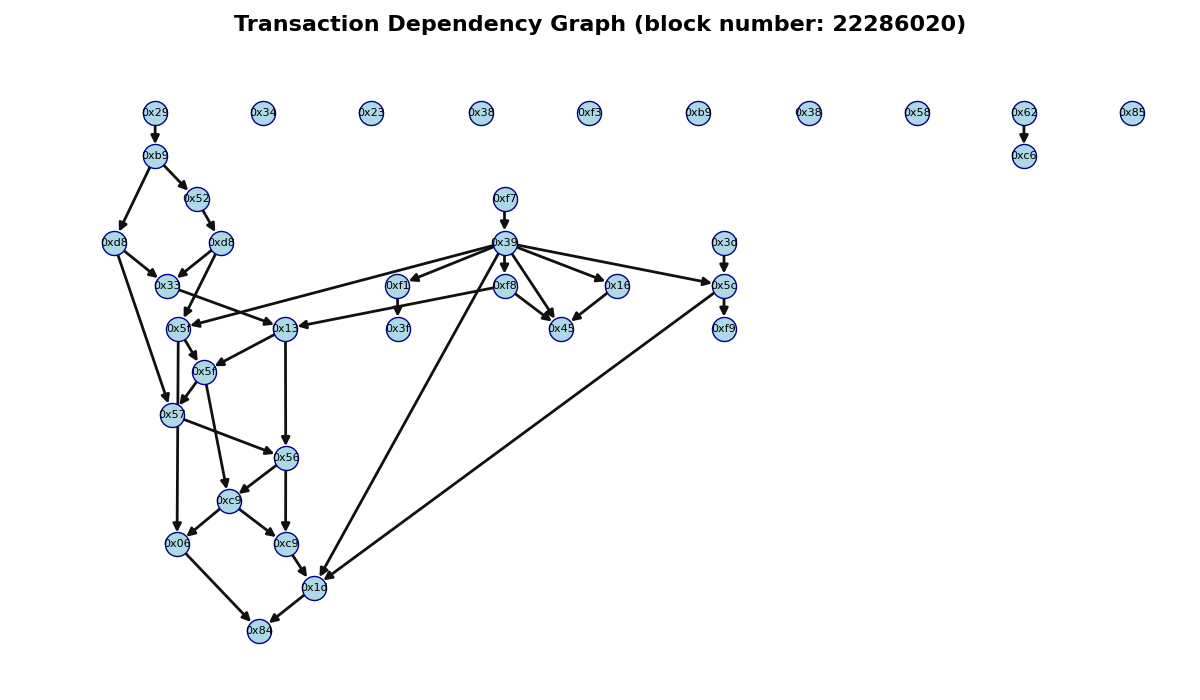 Transaction Dependency Graph (block number: 22286020)
0x29 0x34 0x23 0x38 0xf3 0xb9 0x38 0x58 0x62 0x85
0xb9 0xc6
0x52 0xf7
0xd8 0xd8 0x39 0x3d
0x33 0xf1 0xf8 0x16 0x5c
0x5f 0x13 0x3f 0x45 0xf9
0x5f
0x57
0x56
0xc9
0x06 0xc9
0x84